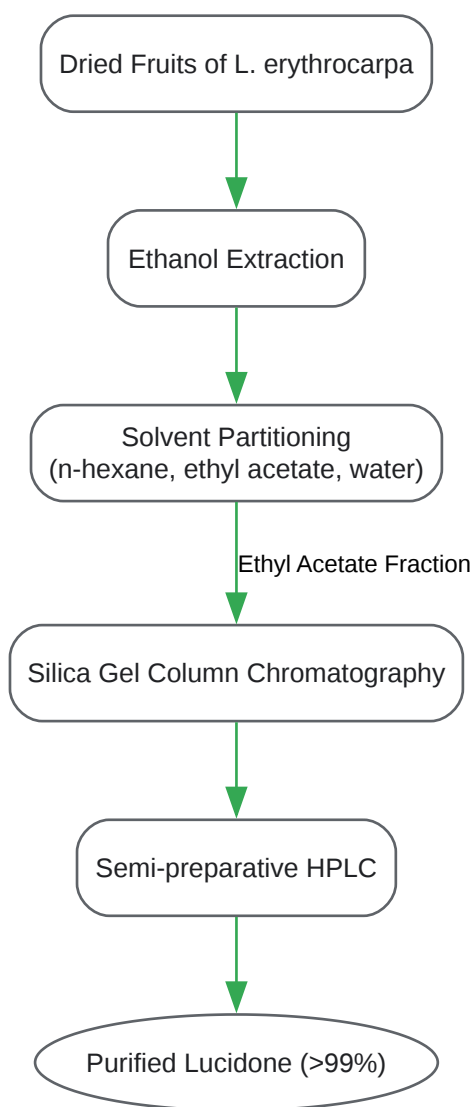 Dried Fruits of L. erythrocarpa
Ethanol Extraction
Solvent Partitioning
(n-hexane, ethyl acetate, water)
Ethyl Acetate Fraction
Silica Gel Column Chromatography
Semi-preparative HPLC
Purified Lucidone (>99%)